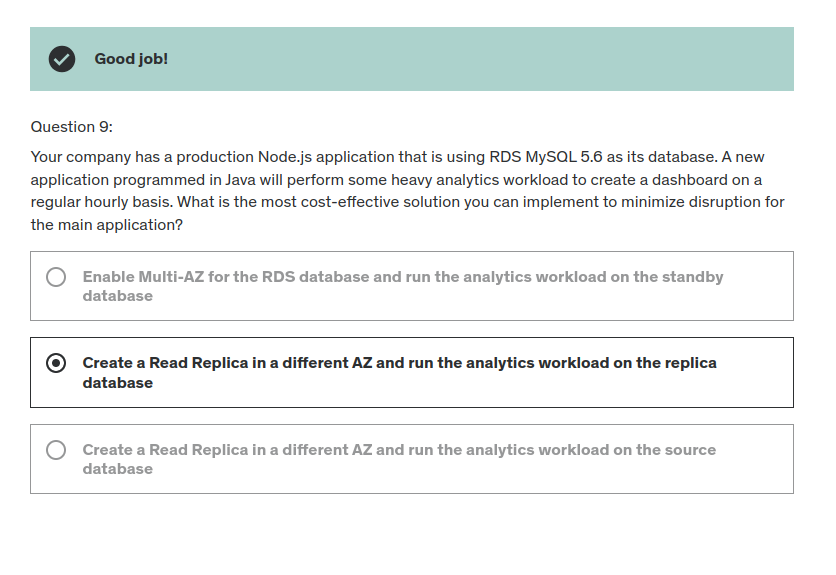 Good job!
Question 9:
Your company has a production Node.js application that is using RDS MySQL 5.6 as its database. A new
application programmed in Java will perform some heavy analytics workload to create a dashboard on a
regular hourly basis. What is the most cost-effective solution you can implement to minimize disruption for
the main application?
Enable Multi-AZ for the RDS database and run the analytics workload on the standby
database
Create a Read Replica in a different AZ and run the analytics workload on the replica
database
Create a Read Replica in a different AZ and run the analytics workload on the source
database